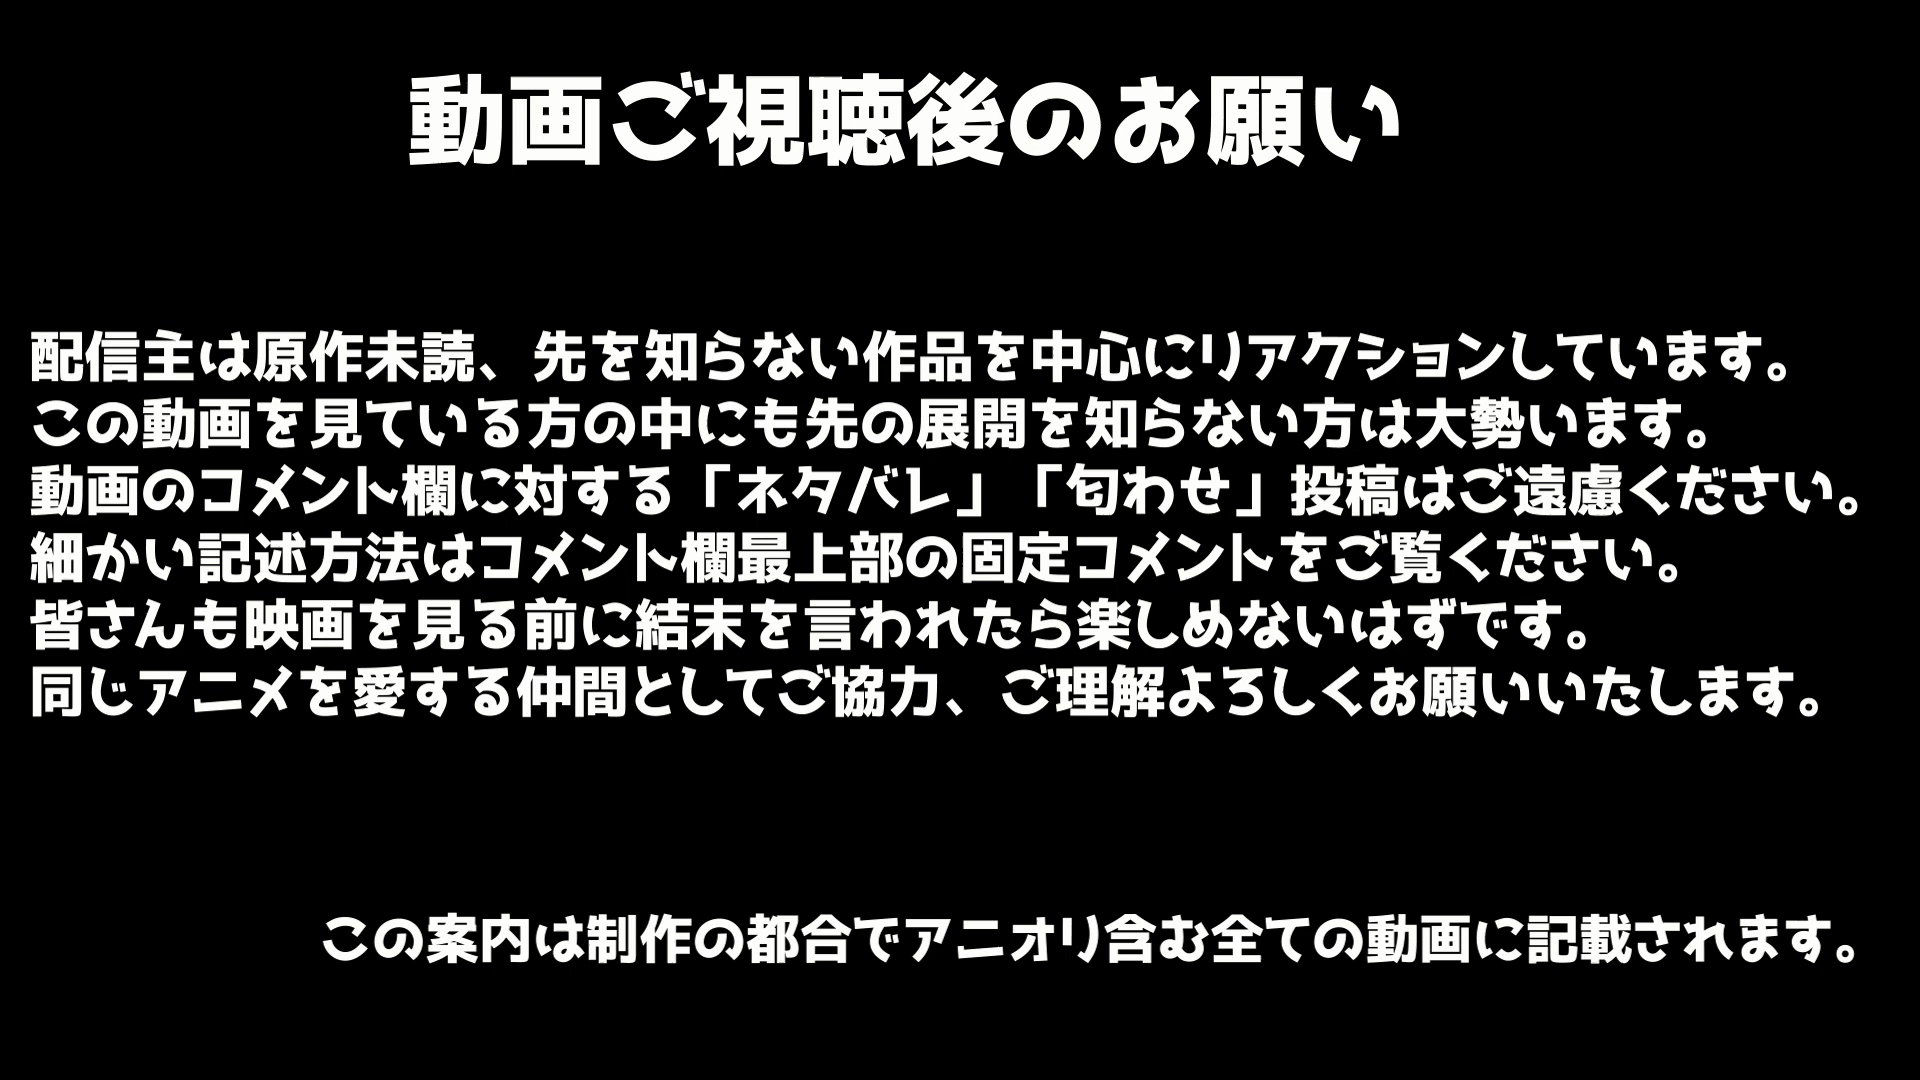 動画ご視聴後のお願い
配信主は原作未読、先を知らない作品を中心にリアクションしています。
この動画を見ている方の中にも先の展開を知らない方は大勢います。
動画のコメント欄に対する「ネタバレ」「匂わせ」投稿はご遠慮ください。
細かい記述方法はコメント欄最上部の固定コメントをご覧ください。
皆さんも映画を見る前に結末を言われたら楽しめないはずです。
同じアニメを愛する仲間としてご協力、ご理解よろしくお願いいたします。
この案内は制作の都合でアニオリ含む全ての動画に記載されます。